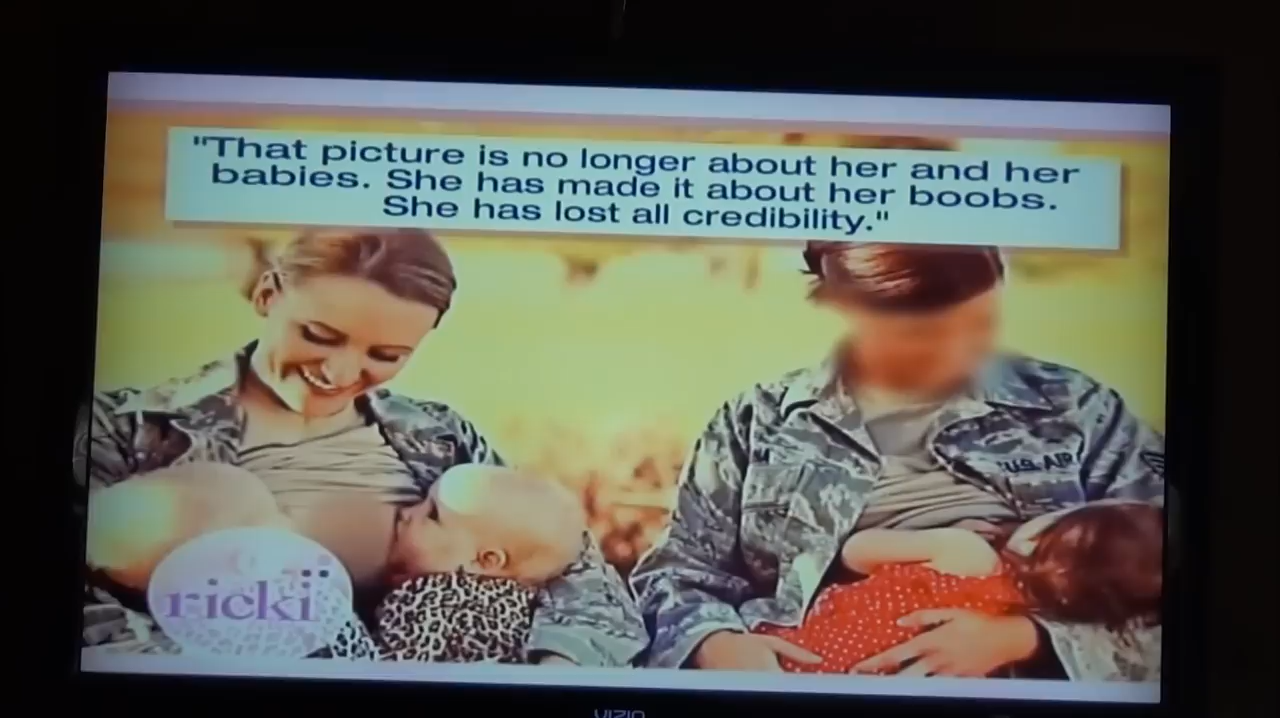 "That picture is no longer about her and her
babies. She has made it about her boobs.
She has lost all credibility."
U.S. AIR
ricki
VIZIO